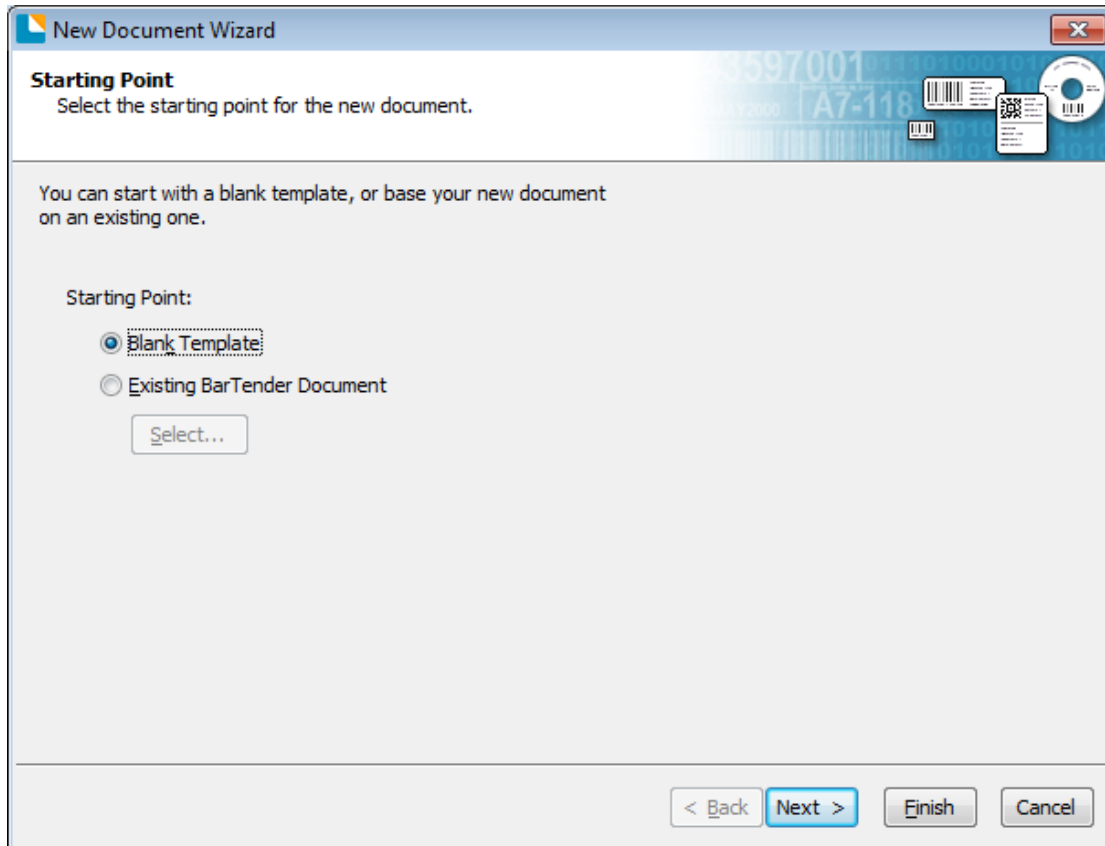 New Document Wizard
Starting Point
Select the starting point for the new document.
43597001
A7-118
You can start with a blank template, or base your new document
on an existing one.
Starting Point:
Blank Template
Existing BarTender Document
Select...
< Back
Next >
Finish
Cancel